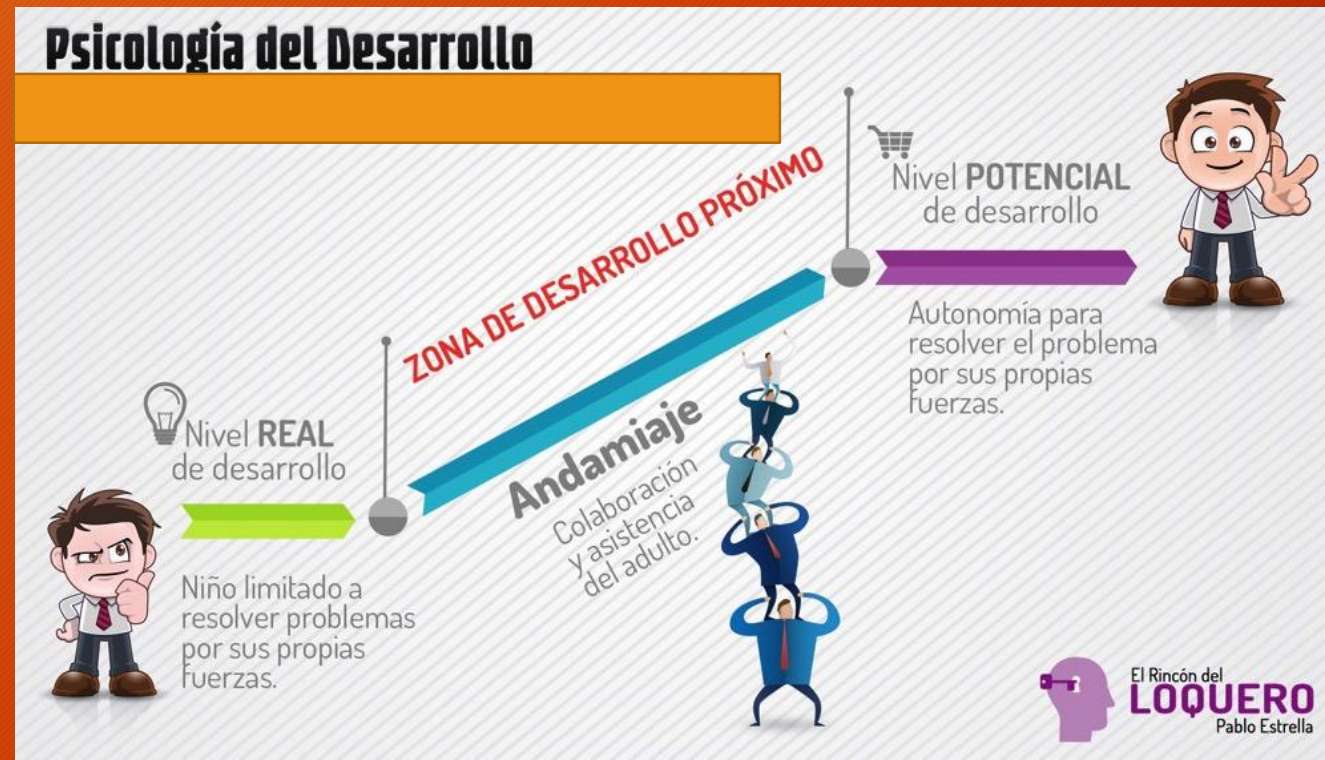 Psicología del Desarrollo
ZONA DE DESARROLLO PRÓXIMO
Nivel POTENCIAL
de desarrollo
Autonomía para
resolver el problema
por sus propias
fuerzas.
Nivel REAL
de desarrollo
Andamiaje
Colaboración
y asistencia
del adulto.
Niño limitado a
resolver problemas
por sus propias
fuerzas.
El Rincón del
LOQUERO
Pablo Estrella